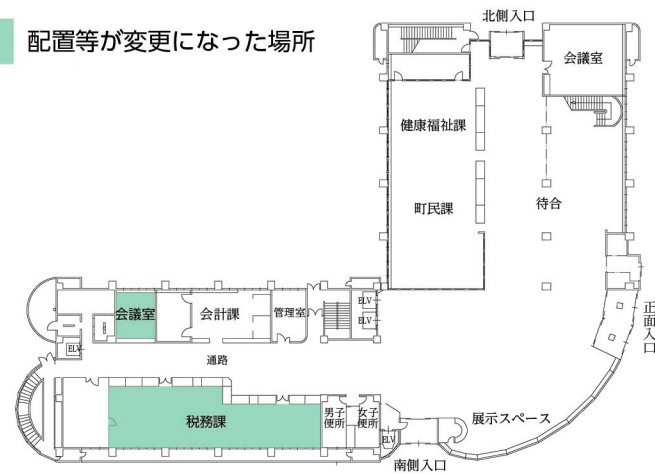 配置等が変更になった場所
北側入口
会議室
健康福祉課
町民課
待合
正面入口
会議室
会計課
管理室
ELV
ELV
ELV
通路
税務課
男子便所
女子便所
ELV
展示スペース
南側入口